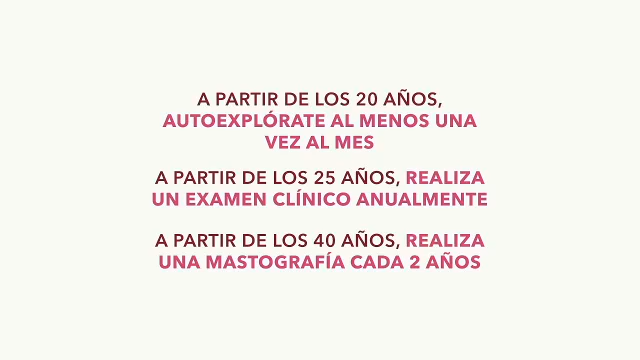 A PARTIR DE LOS 20 AÑOS,
AUTOEXPLÓRATE AL MENOS UNA
VEZ AL MES
A PARTIR DE LOS 25 AÑOS, REALIZA
UN EXAMEN CLÍNICO ANUALMENTE
A PARTIR DE LOS 40 AÑOS, REALIZA
UNA MASTOGRAFÍA CADA 2 AÑOS